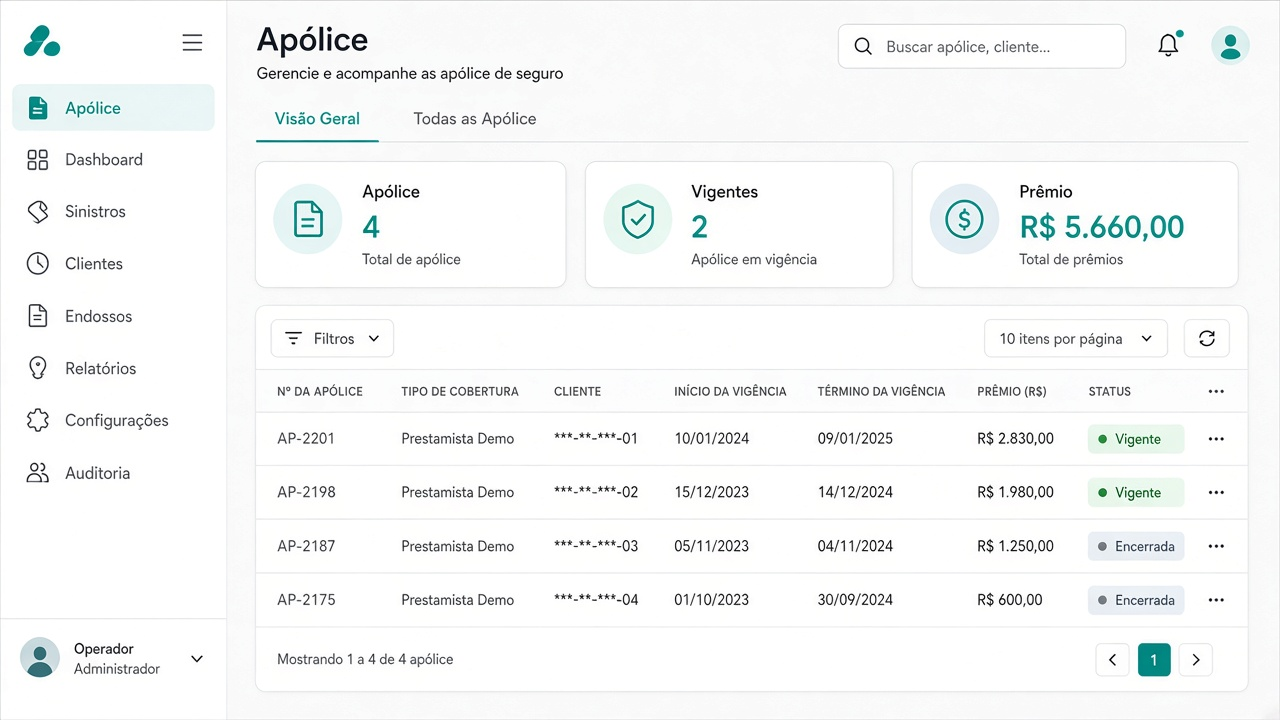 Apólice
Dashboard
Sinistros
Clientes
Endossos
Relatórios
Configurações
Auditoria
Operador
Administrador
Apólice
Gerencie e acompanhe as apólice de seguro
Buscar apólice, cliente...
Visão Geral
Todas as Apólice
Apólice
4
Total de apólice
Vigentes
2
Apólice em vigência
Prêmio
R$ 5.660,00
Total de prêmios
Filtros
10 itens por página
Nº DA APÓLICE TIPO DE COBERTURA CLIENTE INÍCIO DA VIGÊNCIA TÉRMINO DA VIGÊNCIA PRÊMIO (R$) STATUS
AP-2201 Prestamista Demo ***-**-***-01 10/01/2024 09/01/2025 R$ 2.830,00 Vigente
AP-2198 Prestamista Demo ***-**-***-02 15/12/2023 14/12/2024 R$ 1.980,00 Vigente
AP-2187 Prestamista Demo ***-**-***-03 05/11/2023 04/11/2024 R$ 1.250,00 Encerrada
AP-2175 Prestamista Demo ***-**-***-04 01/10/2023 30/09/2024 R$ 600,00 Encerrada
Mostrando 1 a 4 de 4 apólice
1